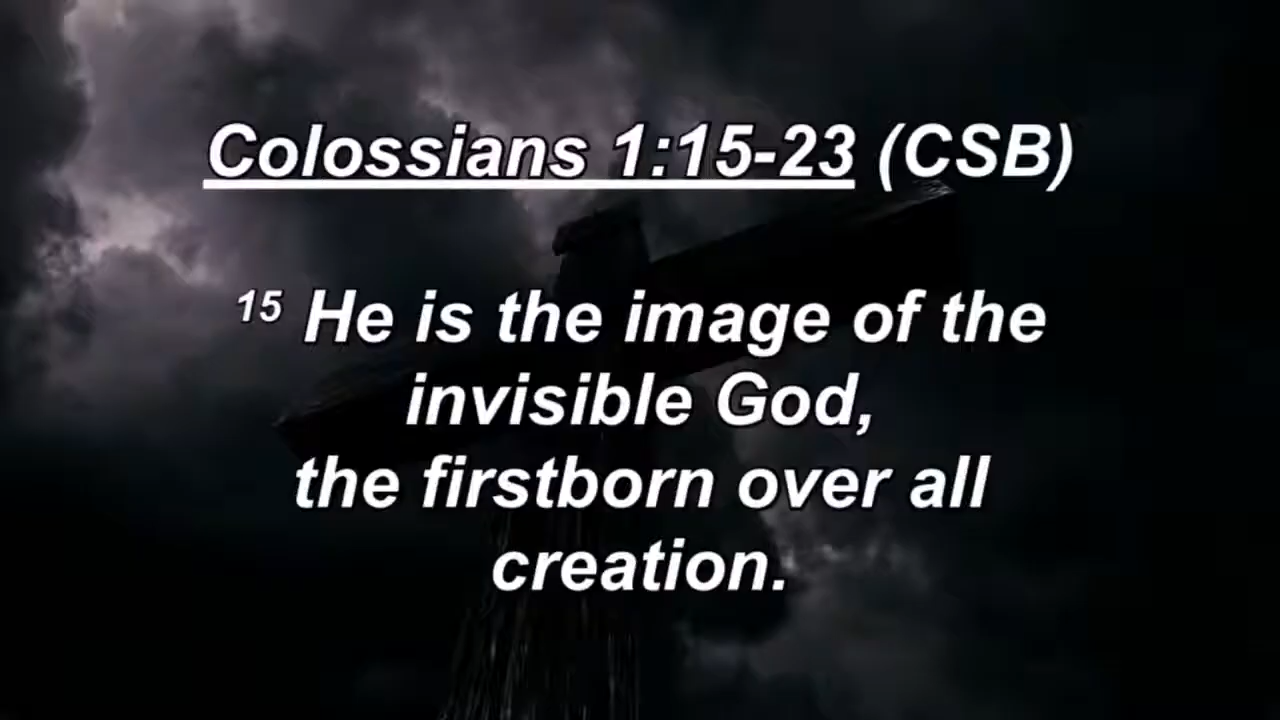 Colossians 1:15-23 (CSB)
15 He is the image of the
invisible God,
the firstborn over all
creation.